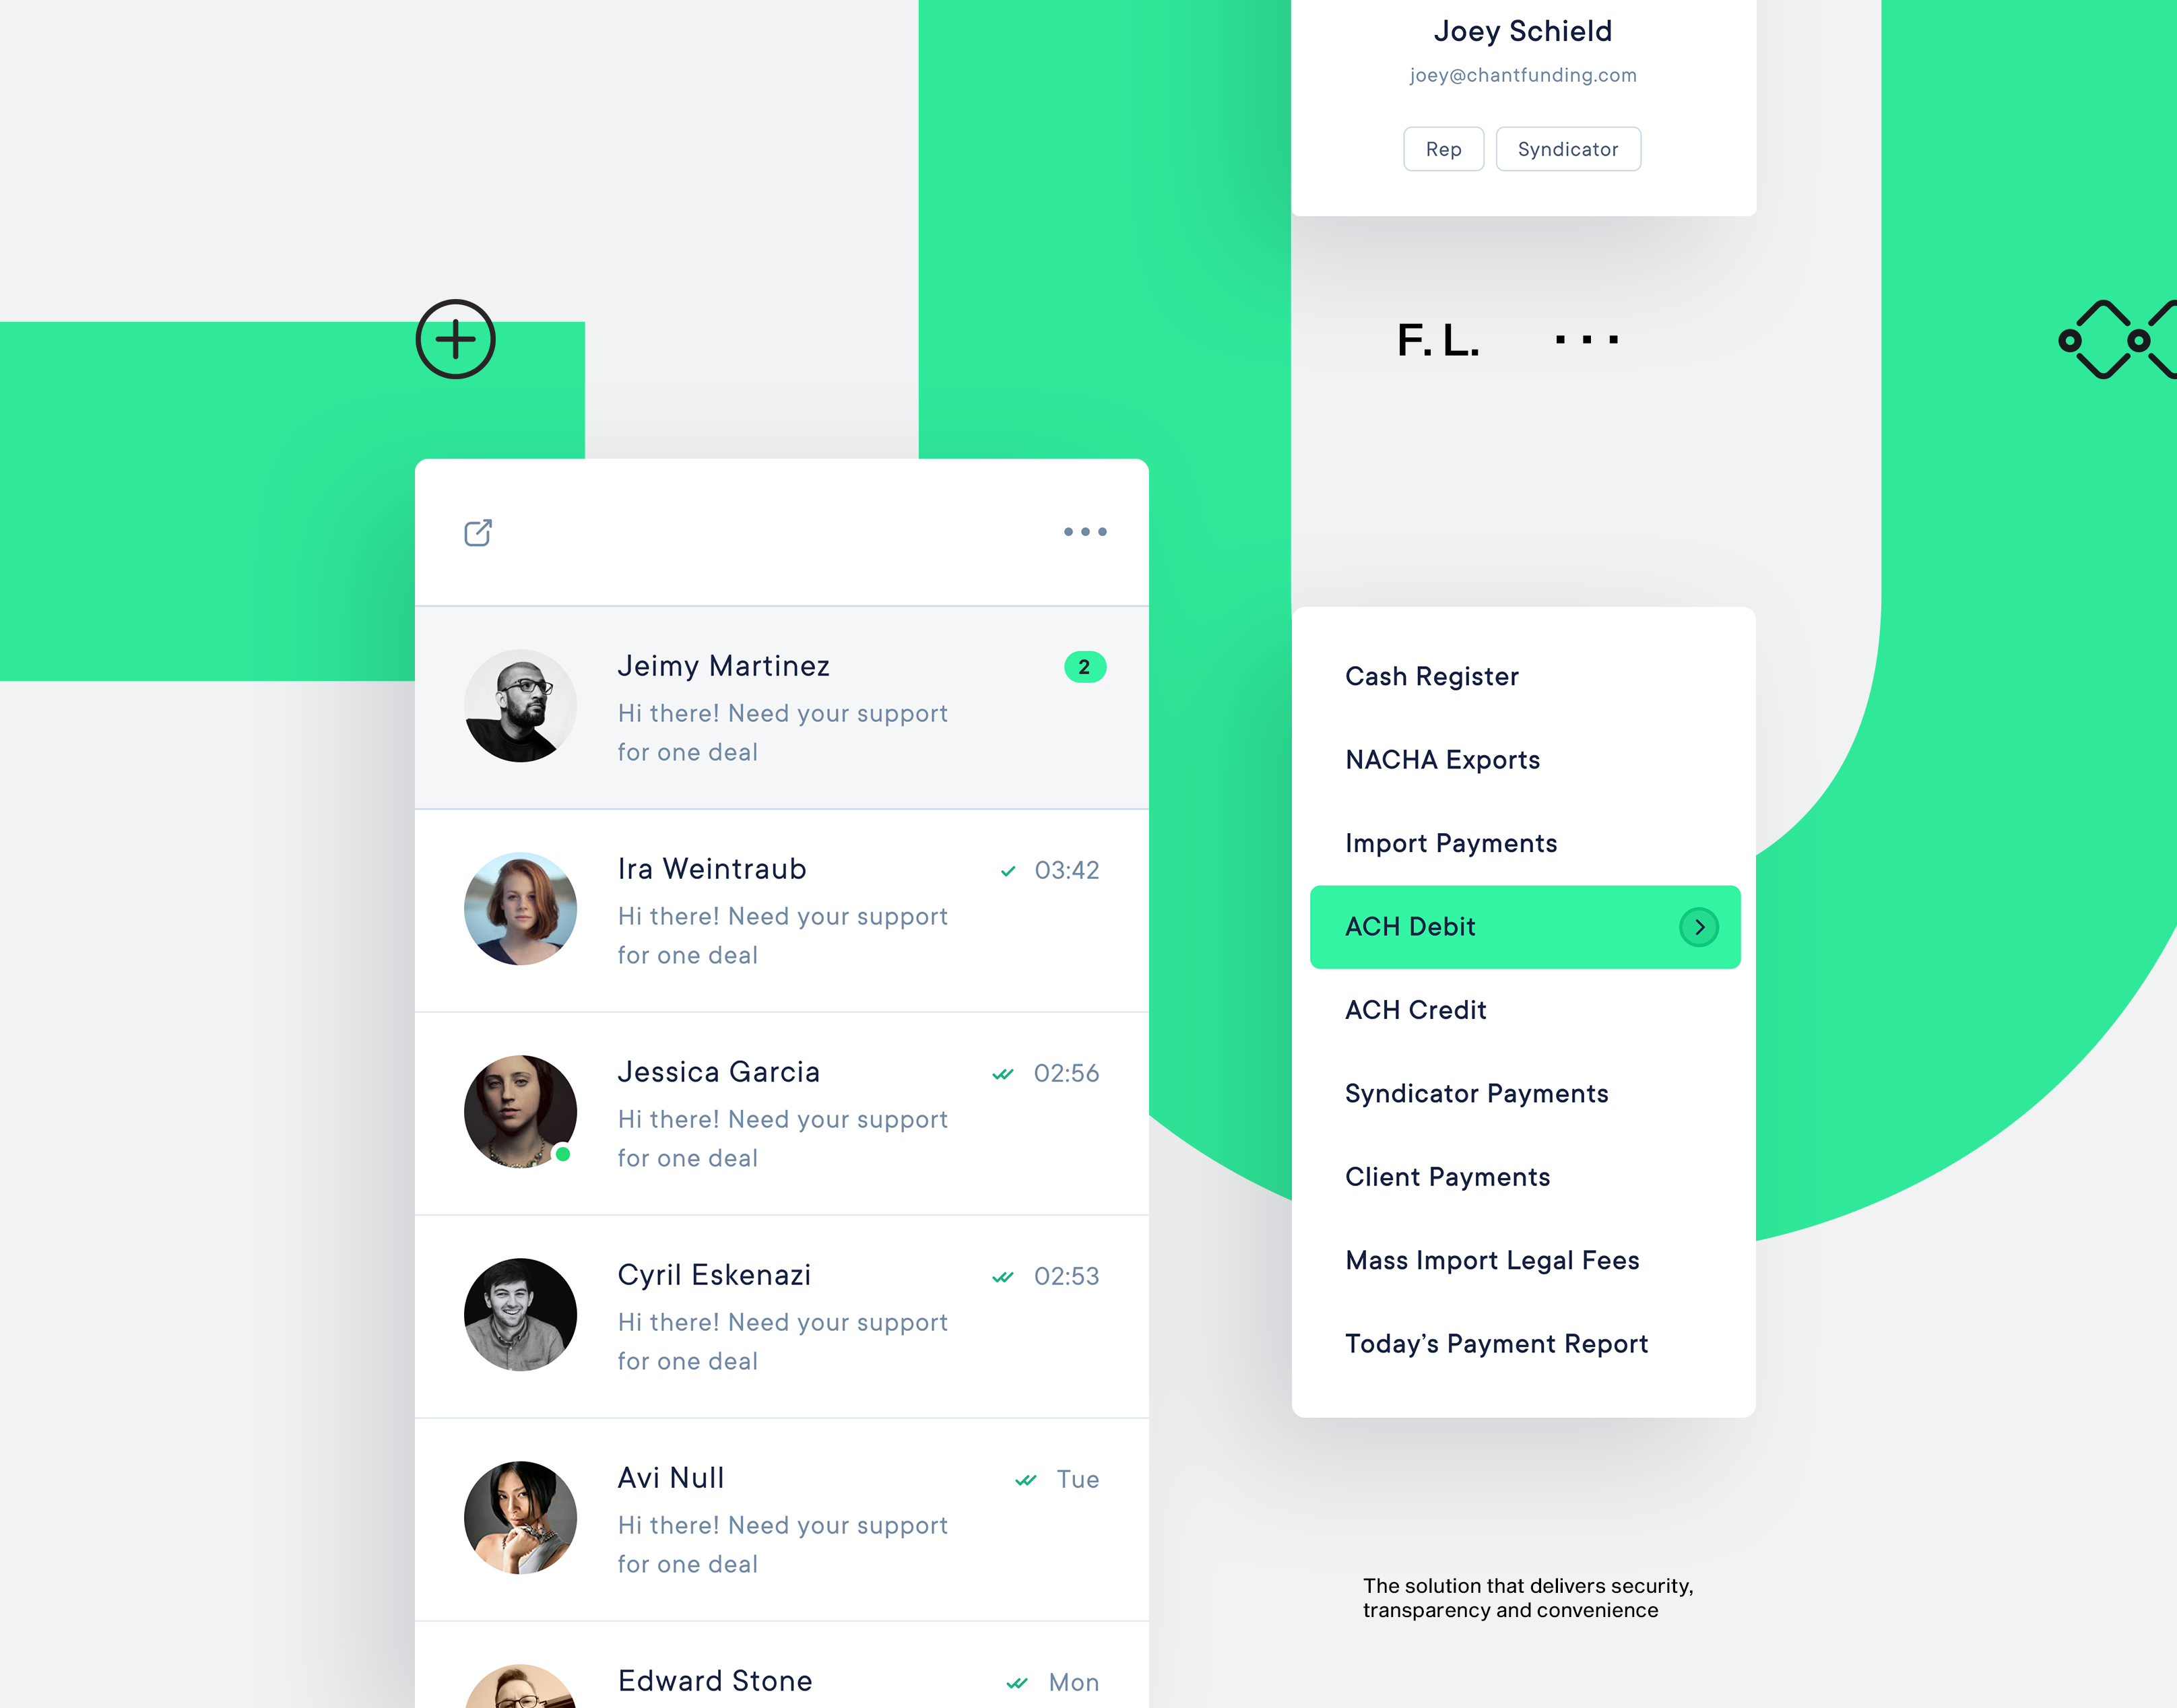 Joey Schield
joey@chantfunding.com
Rep
Syndicator
F. L. ...
Jeimy Martinez
2
Hi there! Need your support
for one deal
Ira Weintraub
03:42
Hi there! Need your support
for one deal
Jessica Garcia
02:56
Hi there! Need your support
for one deal
Cyril Eskenazi
02:53
Hi there! Need your support
for one deal
Avi Null
Tue
Hi there! Need your support
for one deal
Edward Stone
Mon
Cash Register
NACHA Exports
Import Payments
ACH Debit
ACH Credit
Syndicator Payments
Client Payments
Mass Import Legal Fees
Today’s Payment Report
The solution that delivers security,
transparency and convenience